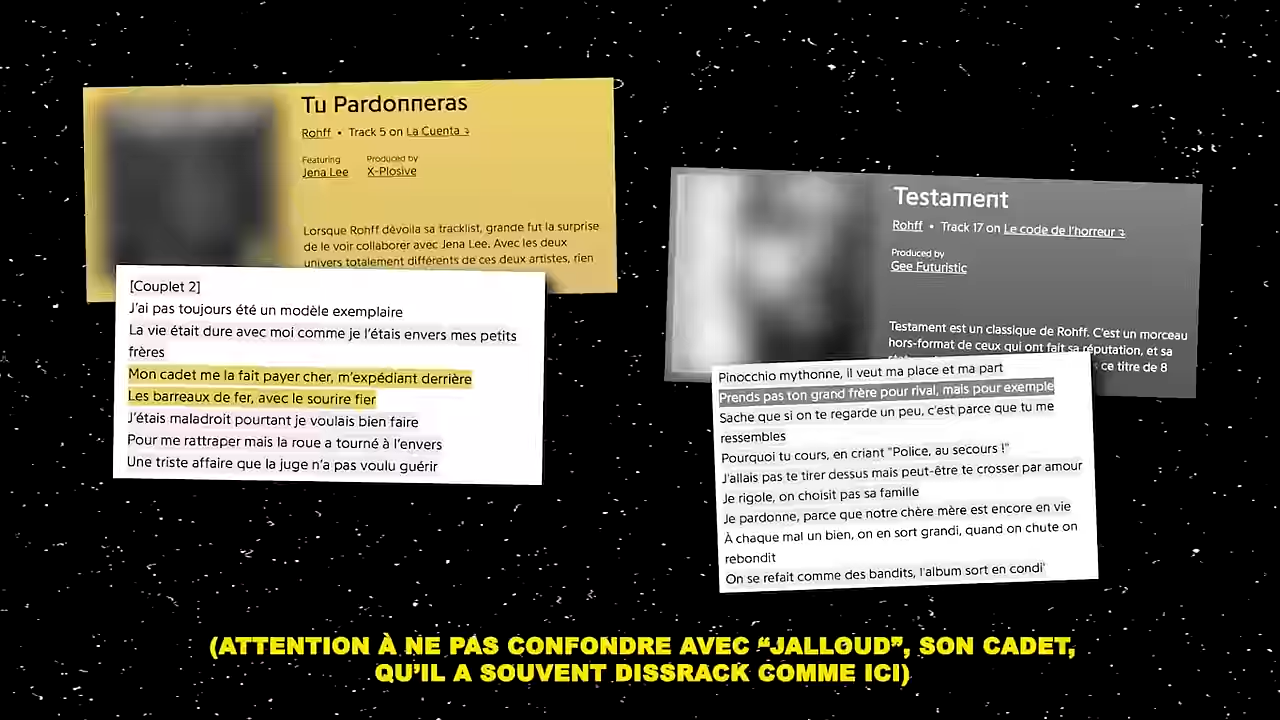 Tu Pardonneras
Rohff • Track 5 on La Cuenta
Featuring
Jena Lee
Produced by
X-Plosive
Lorsque Rohff dévoila sa tracklist, grande fut la surprise
de le voir collaborer avec Jena Lee. Avec les deux
univers totalement différents de ces deux artistes, rien
[Couplet 2]
J'ai pas toujours été un modèle exemplaire
La vie était dure avec moi comme je l'étais envers mes petits
frères
Mon cadet me la fait payer cher, m'expédiant derrière
Les barreaux de fer, avec le sourire fier
J'étais maladroit pourtant je voulais bien faire
Pour me rattraper mais la roue a tourné à l'envers
Une triste affaire que la juge n'a pas voulu guérir
Testament
Rohff • Track 17 on Le code de l'horreur
Produced by
Gee Futuristic
Testament est un classique de Rohff. C'est un morceau
hors-format de ceux qui ont fait sa réputation, et sa
ce titre de 8
Pinocchio mythonne, il veut ma place et ma part
Prends pas ton grand frère pour rival, mais pour exemple
Sache que si on te regarde un peu, c'est parce que tu me
ressembles
Pourquoi tu cours, en criant "Police, au secours !"
J'allais pas te tirer dessus mais peut-être te crosser par amour
Je rigole, on choisit pas sa famille
Je pardonne, parce que notre chère mère est encore en vie
À chaque mal un bien, on en sort grandi, quand on chute on
rebondit
On se refait comme des bandits, l'album sort en condi'
(ATTENTION À NE PAS CONFONDRE AVEC “JALLOUD”, SON CADET,
QU'IL A SOUVENT DISSRACK COMME ICI)